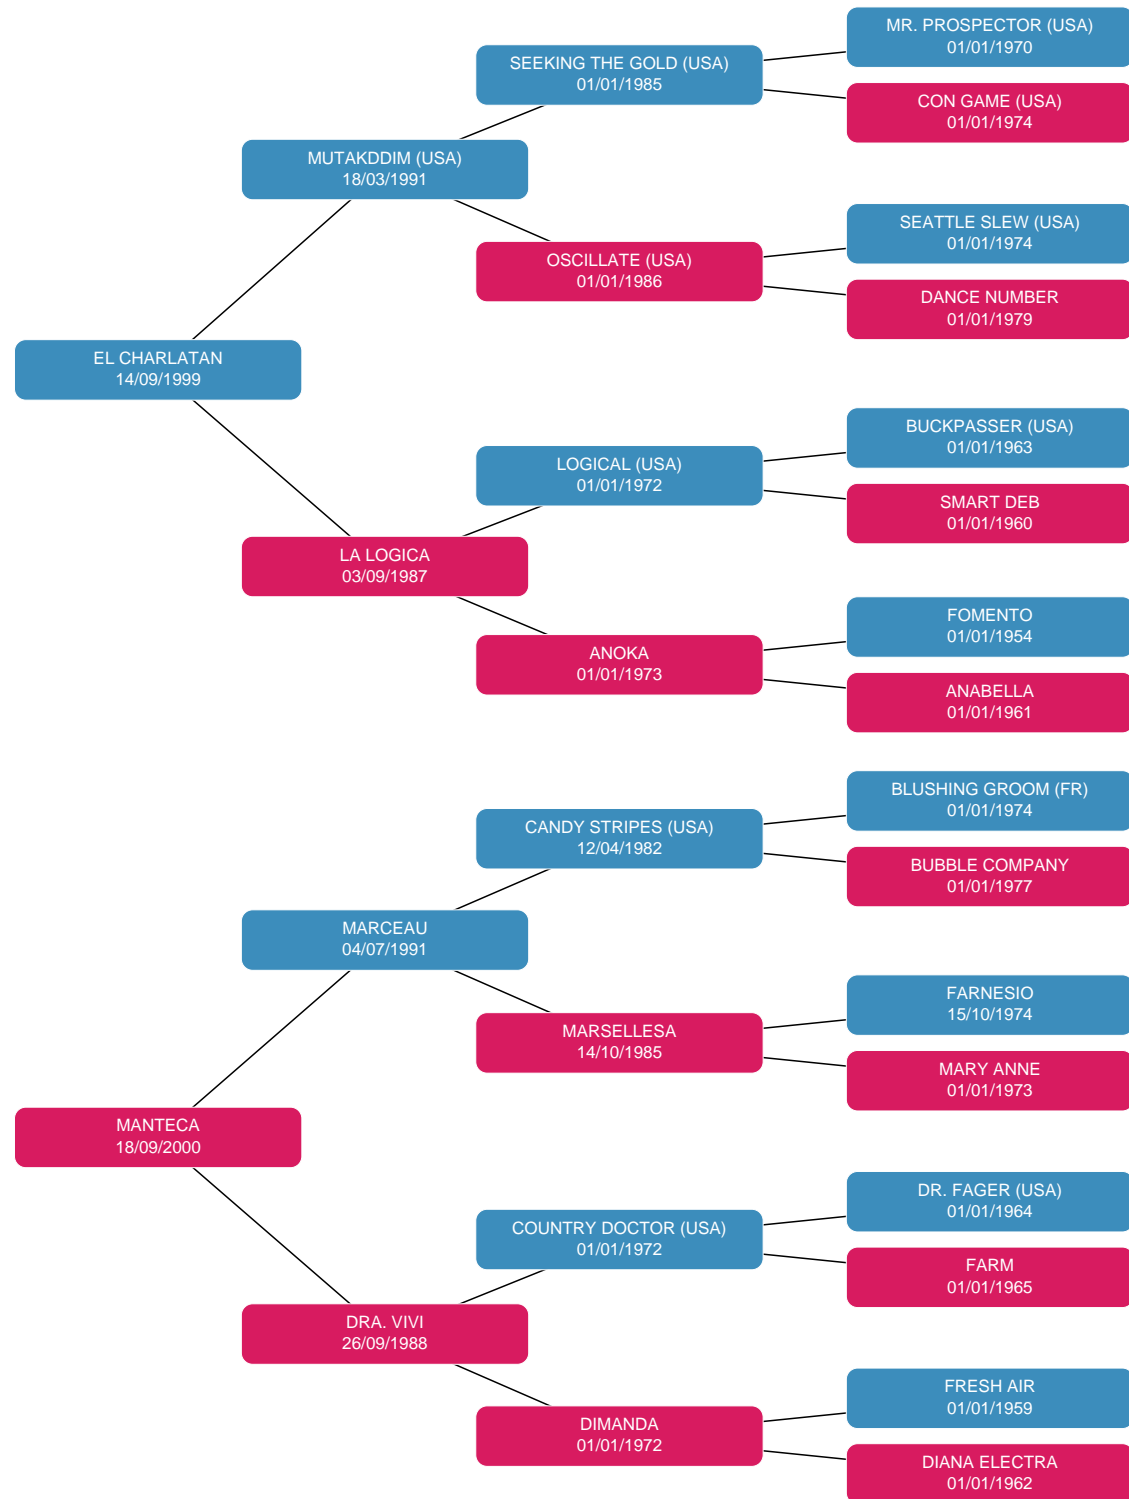 MR. PROSPECTOR (USA)
01/01/1970
SEEKING THE GOLD (USA)
01/01/1985
CON GAME (USA)
01/01/1974
MUTAKDDIM (USA)
18/03/1991
SEATTLE SLEW (USA)
01/01/1974
OSCILLATE (USA)
01/01/1986
DANCE NUMBER
01/01/1979
EL CHARLATAN
14/09/1999
BUCKPASSER (USA)
01/01/1963
LOGICAL (USA)
01/01/1972
SMART DEB
01/01/1960
LA LOGICA
03/09/1987
FOMENTO
01/01/1954
ANOKA
01/01/1973
ANABELLA
01/01/1961
BLUSHING GROOM (FR)
01/01/1974
CANDY STRIPES (USA)
12/04/1982
BUBBLE COMPANY
01/01/1977
MARCEAU
04/07/1991
FARNESIO
15/10/1974
MARSELLESA
14/10/1985
MARY ANNE
01/01/1973
MANTECA
18/09/2000
DR. FAGER (USA)
01/01/1964
COUNTRY DOCTOR (USA)
01/01/1972
FARM
01/01/1965
DRA. VIVI
26/09/1988
FRESH AIR
01/01/1959
DIMANDA
01/01/1972
DIANA ELECTRA
01/01/1962